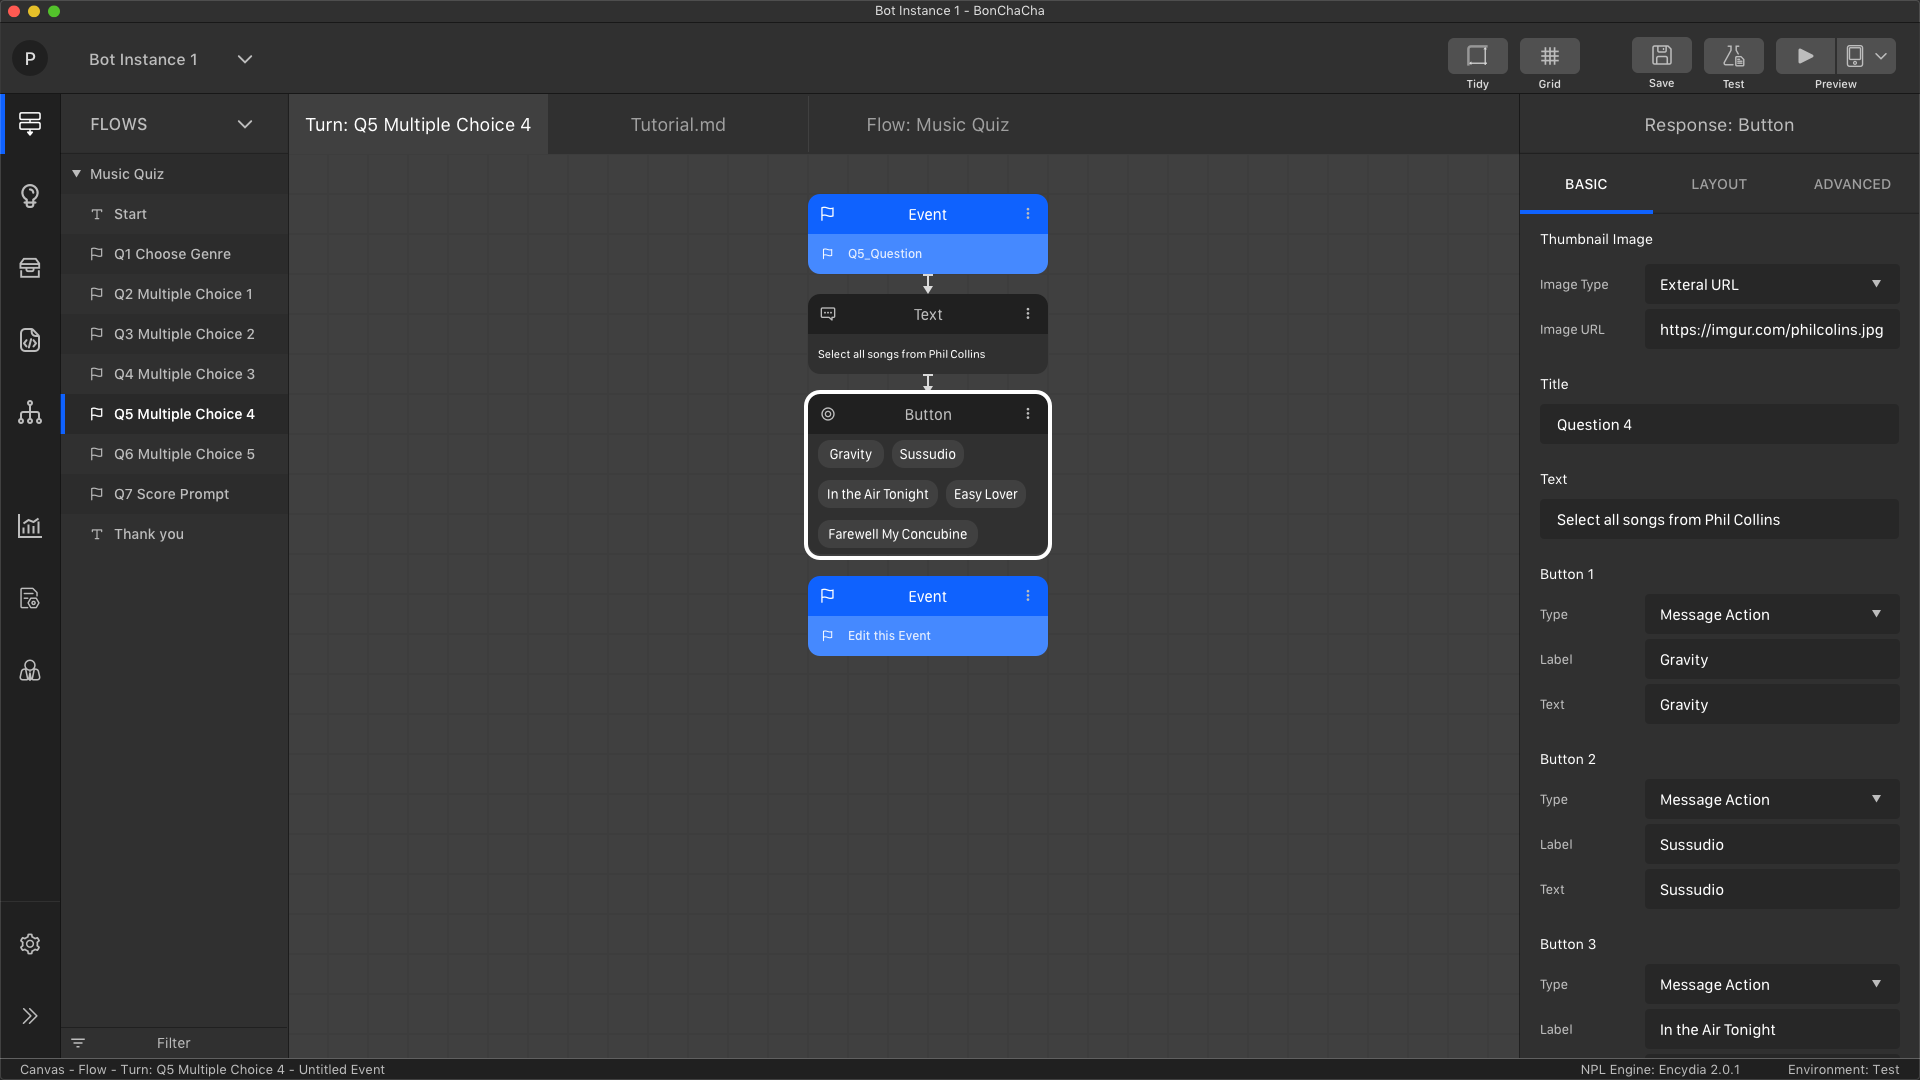 Bot Instance 1 - BonChaCha
P
Bot Instance 1
Tidy
Grid
Save
Test
Preview
FLOWS
Turn: Q5 Multiple Choice 4
Tutorial.md
Flow: Music Quiz
Response: Button
Music Quiz
Start
Q1 Choose Genre
Q2 Multiple Choice 1
Q3 Multiple Choice 2
Q4 Multiple Choice 3
Q5 Multiple Choice 4
Q6 Multiple Choice 5
Q7 Score Prompt
Thank you
Filter
Event
Q5_Question
Text
Select all songs from Phil Collins
Button
Gravity
Sussudio
In the Air Tonight
Easy Lover
Farewell My Concubine
Event
Edit this Event
BASIC
LAYOUT
ADVANCED
Thumbnail Image
Image Type
Exteral URL
Image URL
https://imgur.com/philcolins.jpg
Title
Question 4
Text
Select all songs from Phil Collins
Button 1
Type
Message Action
Label
Gravity
Text
Gravity
Button 2
Type
Message Action
Label
Sussudio
Text
Sussudio
Button 3
Type
Message Action
Label
In the Air Tonight
Canvas - Flow - Turn: Q5 Multiple Choice 4 - Untitled Event
NPL Engine: Encydia 2.0.1
Environment: Test